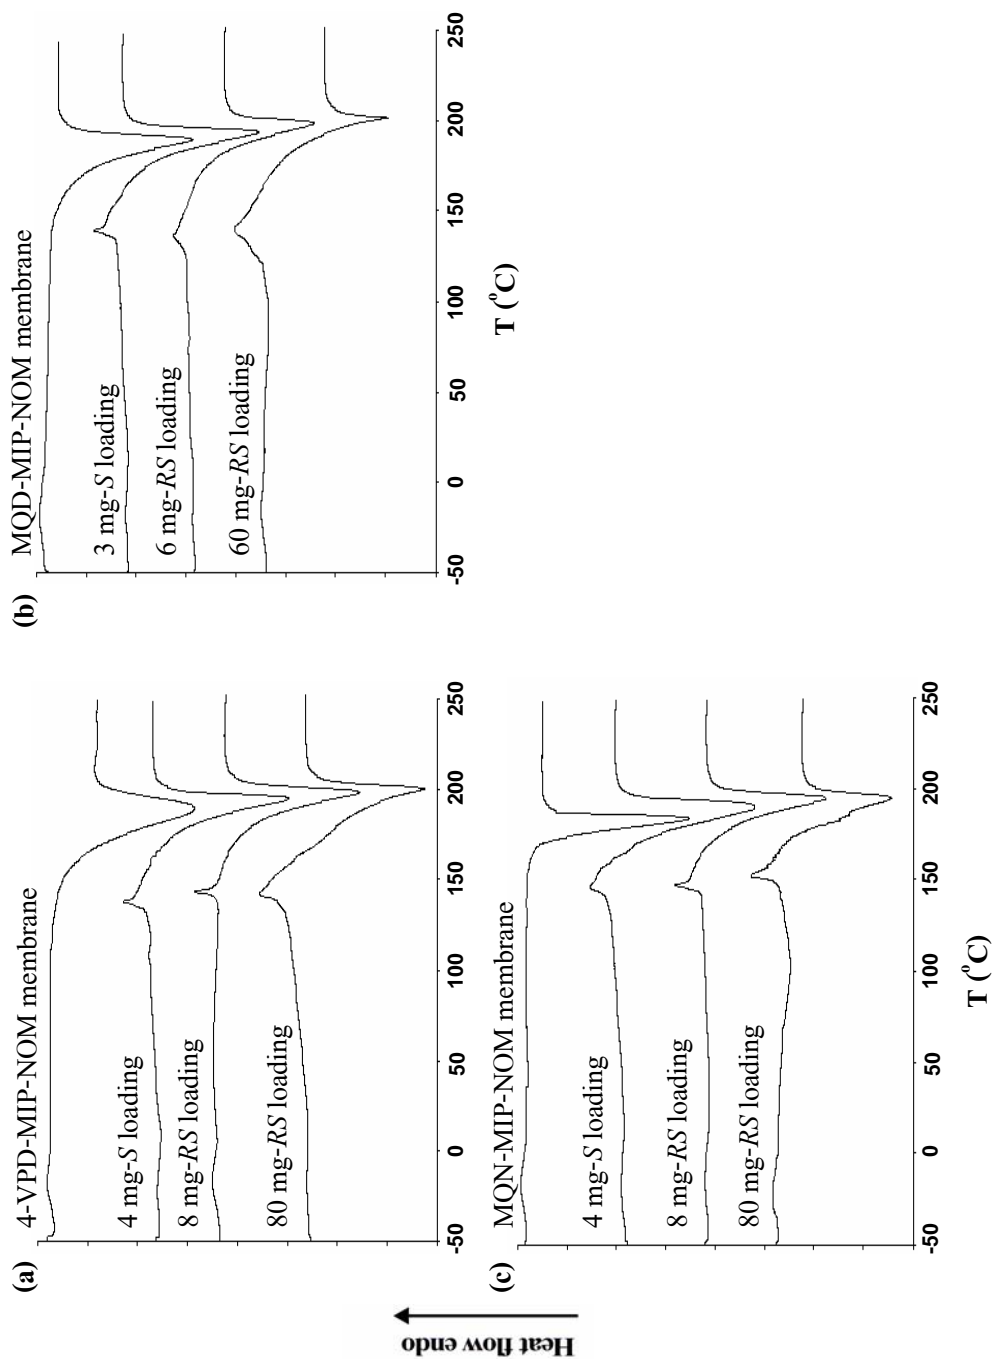 (a)
4-VPD-MIP-NOM membrane
4 mg-S loading
8 mg-RS loading
80 mg-RS loading
-50 0 50 100 150 200 250
(b)
MQD-MIP-NOM membrane
3 mg-S loading
6 mg-RS loading
60 mg-RS loading
-50 0 50 100 150 200 250
T (°C)
(c)
MQN-MIP-NOM membrane
4 mg-S loading
8 mg-RS loading
80 mg-RS loading
-50 0 50 100 150 200 250
T (°C)
Heat flow endo